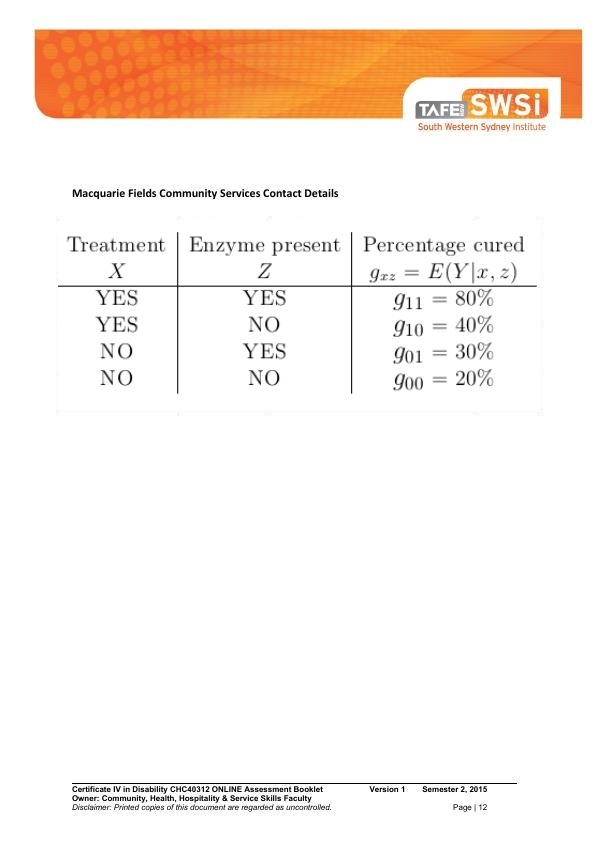 TAFE NSW SWSi
South Western Sydney Institute
Macquarie Fields Community Services Contact Details
Treatment Enzyme present Percentage cured
X Z g_{xz} = E(Y|x, z)
YES YES g_{11} = 80%
YES NO g_{10} = 40%
NO YES g_{01} = 30%
NO NO g_{00} = 20%
Certificate IV in Disability CHC40312 ONLINE Assessment Booklet Version 1 Semester 2, 2015
Owner: Community, Health, Hospitality & Service Skills Faculty
Disclaimer: Printed copies of this document are regarded as uncontrolled. Page | 12